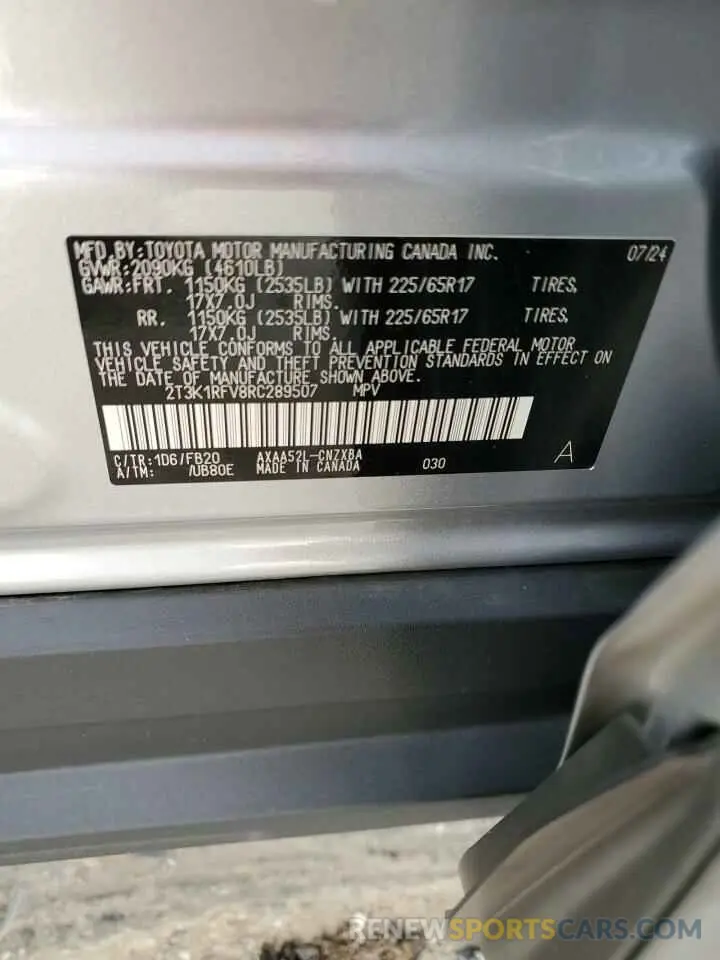 MFD. BY: TOYOTA MOTOR MANUFACTURING CANADA INC. 07/24
GVWR: 2090KG (4610LB)
GAWR: FRT. 1150KG (2535LB) WITH 225/65R17 TIRES,
17X7.0J RIMS.
RR. 1150KG (2535LB) WITH 225/65R17 TIRES,
17X7.0J RIMS.
THIS VEHICLE CONFORMS TO ALL APPLICABLE FEDERAL MOTOR
VEHICLE SAFETY AND THEFT PREVENTION STANDARDS IN EFFECT ON
THE DATE OF MANUFACTURE SHOWN ABOVE.
2T3K1RFV8RC289507 MPV
C/TR: 1D6/FB20 AXAA52L-CNZXBA
A/TM: /UB80E MADE IN CANADA 030 A
RENEWSPORTSCARS.COM